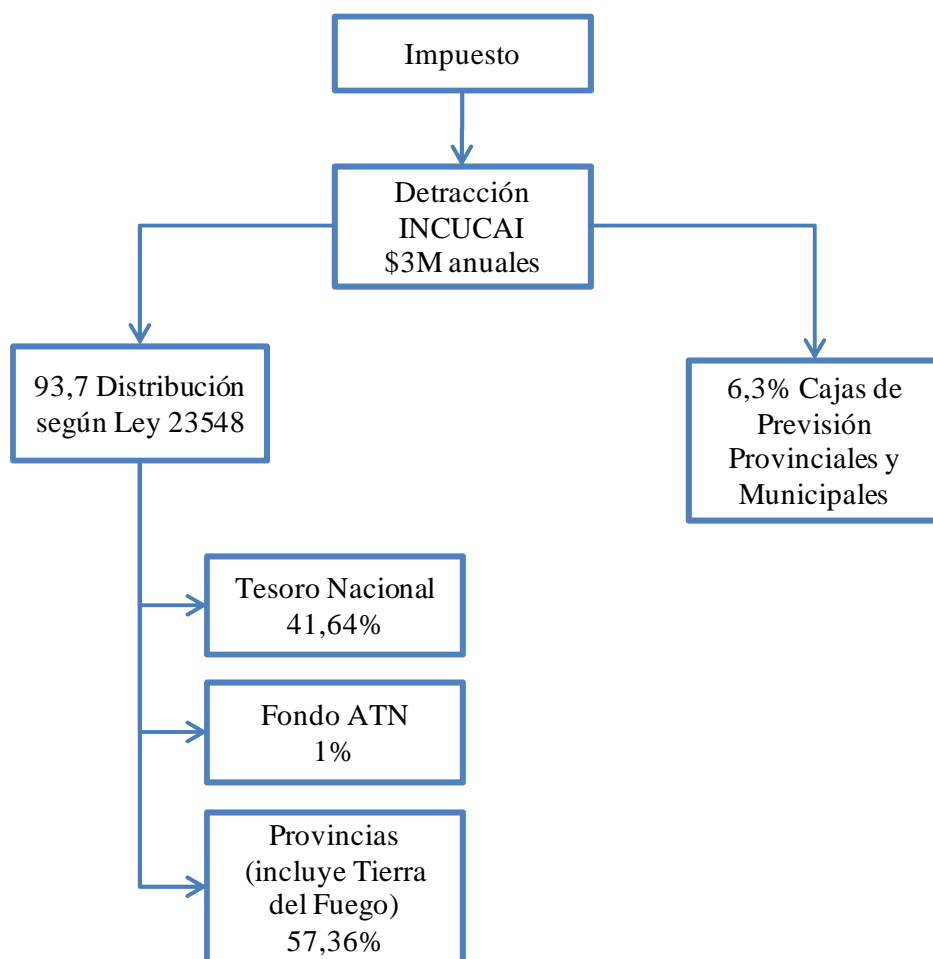 Impuesto
Detracción
INCUCAI
$3M anuales
93,7 Distribución
según Ley 23548
6,3% Cajas de
Previsión
Provinciales y
Municipales
Tesoro Nacional
41,64%
Fondo ATN
1%
Provincias
(incluye Tierra
del Fuego)
57,36%